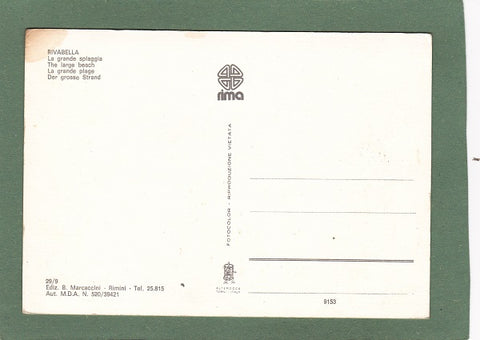 RIVABELLA
La grande spiaggia
The large beach
La grande plage
Der grosse Strand
rima
FOTOCOLOR - RIPRODUZIONE VIETATA
29/9
Ediz. B. Marcaccini - Rimini - Tel. 25.815
Aut. M.D.A. N. 520/39421
ALTEROCCA
9153